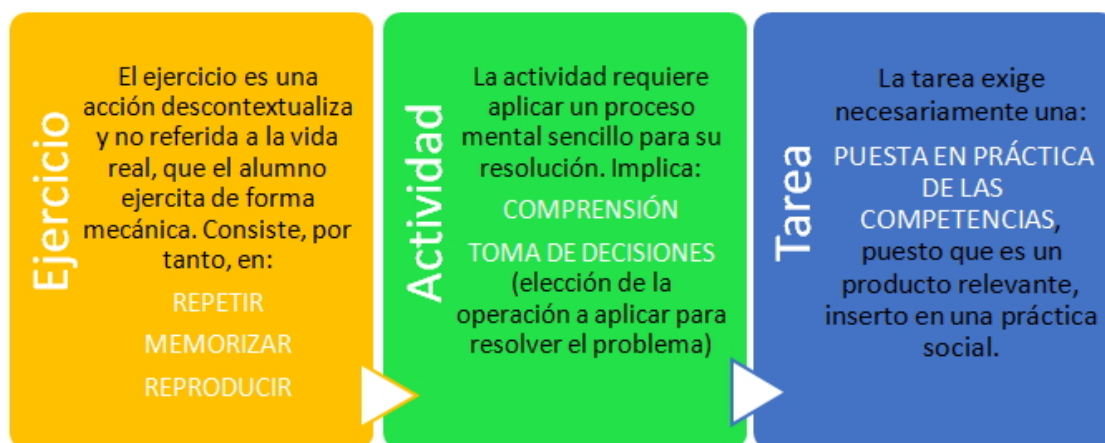 Ejercicio
El ejercicio es una
acción descontextualiza
y no referida a la vida
real, que el alumno
ejercita de forma
mecánica. Consiste, por
tanto, en:
REPETIR
MEMORIZAR
REPRODUCIR
Actividad
La actividad requiere
aplicar un proceso
mental sencillo para su
resolución. Implica:
COMPRENSIÓN
TOMA DE DECISIONES
(elección de la
operación a aplicar para
resolver el problema)
Tarea
La tarea exige
necesariamente una:
PUESTA EN PRÁCTICA
DE LAS
COMPETENCIAS,
puesto que es un
producto relevante,
inserto en una práctica
social.